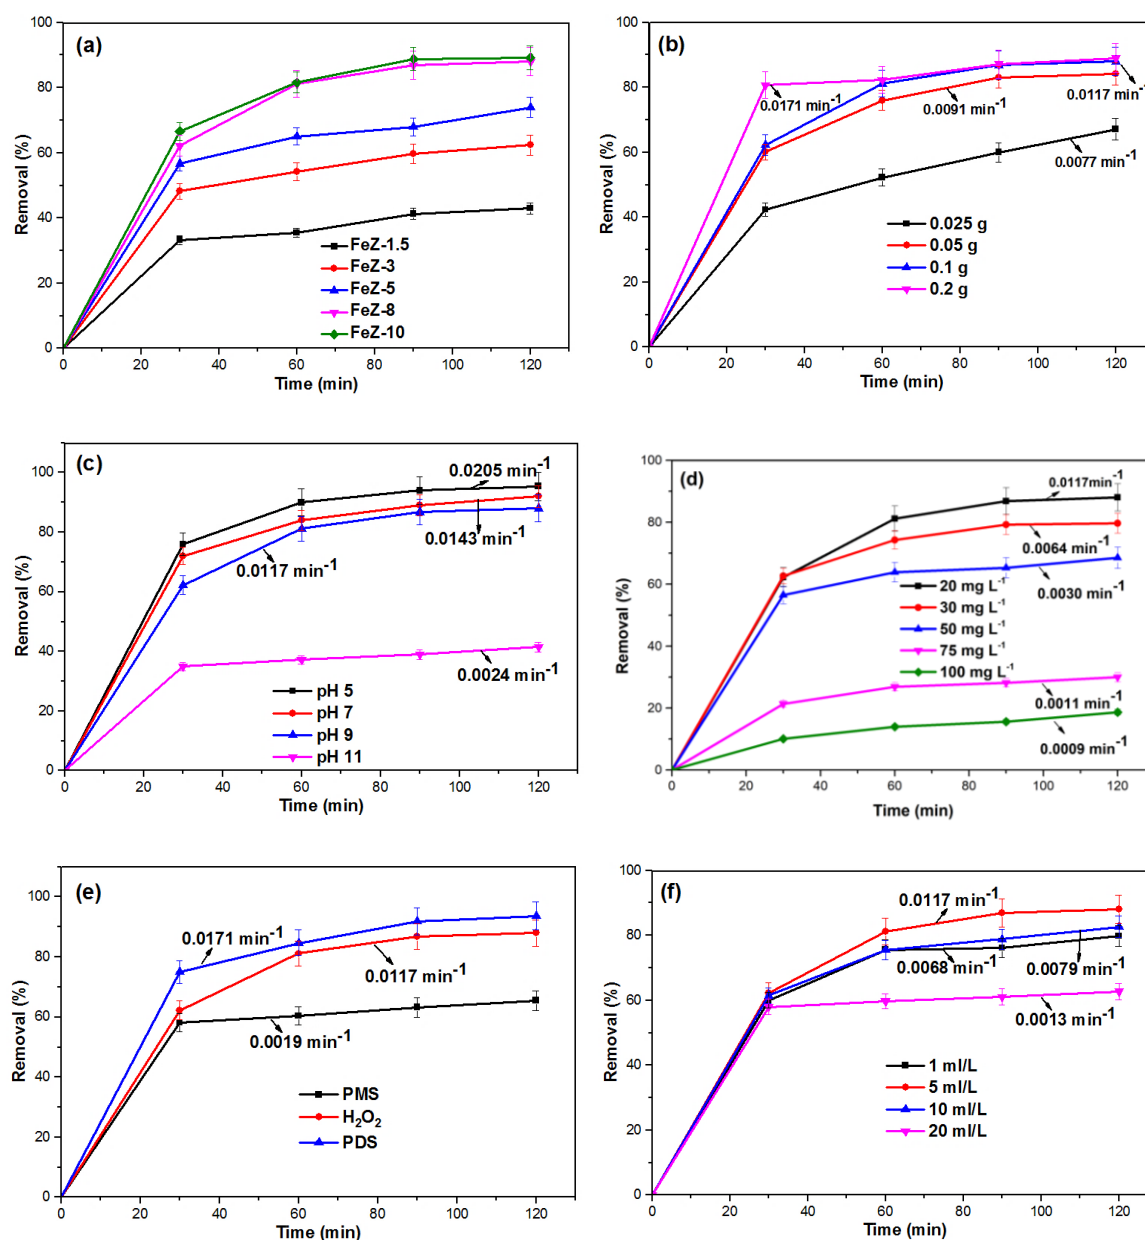 (a)
Removal (%)
100
80
60
40
20
0
FeZ-1.5
FeZ-3
FeZ-5
FeZ-8
FeZ-10
0 20 40 60 80 100 120
Time (min)
(b)
Removal (%)
100
80
60
40
20
0
0.0171 min⁻¹
0.0091 min⁻¹
0.0117 min⁻¹
0.0077 min⁻¹
0.025 g
0.05 g
0.1 g
0.2 g
0 20 40 60 80 100 120
Time (min)
(c)
Removal (%)
100
80
60
40
20
0
0.0205 min⁻¹
0.0143 min⁻¹
0.0117 min⁻¹
0.0024 min⁻¹
pH 5
pH 7
pH 9
pH 11
0 20 40 60 80 100 120
Time (min)
(d)
Removal (%)
100
80
60
40
20
0
0.0117min⁻¹
0.0064 min⁻¹
0.0030 min⁻¹
20 mg L⁻¹
30 mg L⁻¹
50 mg L⁻¹
75 mg L⁻¹
100 mg L⁻¹
0.0011 min⁻¹
0.0009 min⁻¹
0 20 40 60 80 100 120
Time (min)
(e)
Removal (%)
100
80
60
40
20
0
0.0171 min⁻¹
0.0117 min⁻¹
0.0019 min⁻¹
PMS
H₂O₂
PDS
0 20 40 60 80 100 120
Time (min)
(f)
Removal (%)
100
80
60
40
20
0
0.0117 min⁻¹
0.0068 min⁻¹
0.0079 min⁻¹
0.0013 min⁻¹
1 ml/L
5 ml/L
10 ml/L
20 ml/L
0 20 40 60 80 100 120
Time (min)